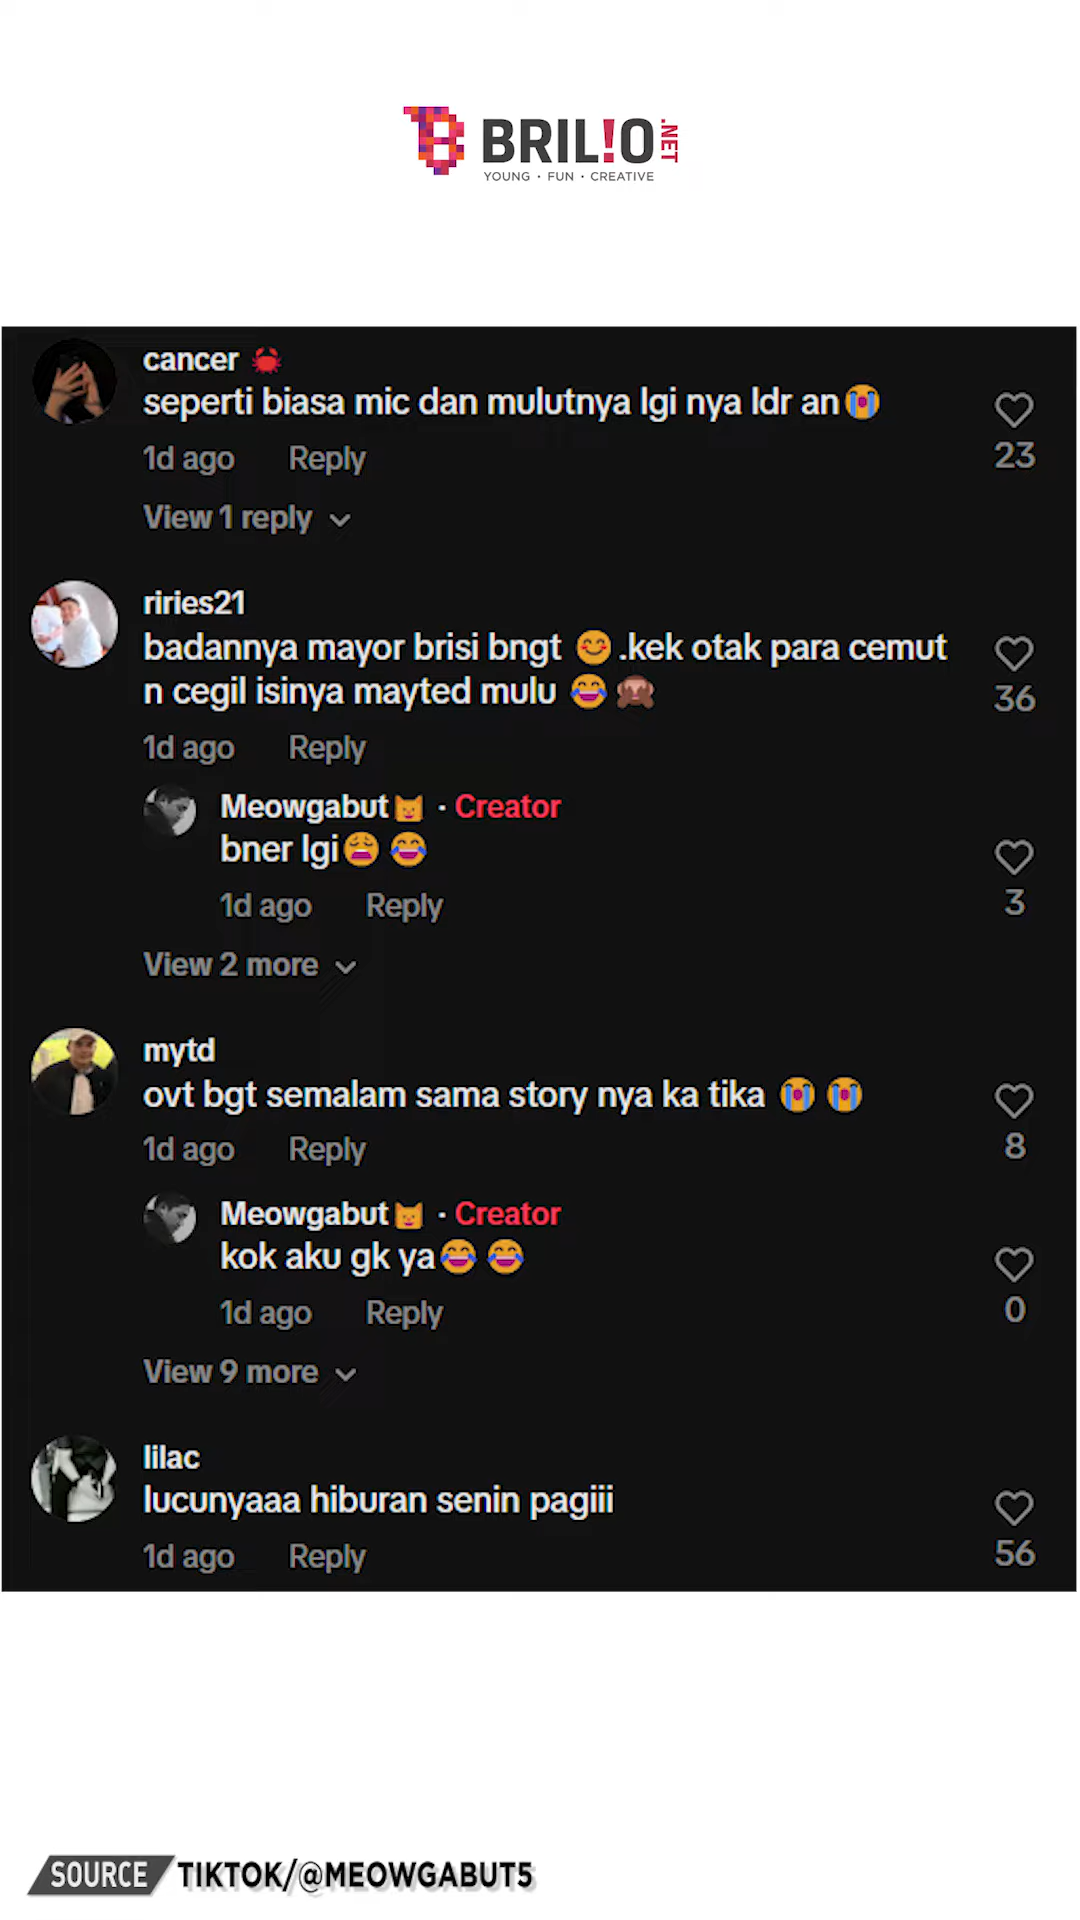 BRIL!O.NET
YOUNG · FUN · CREATIVE
cancer 🦀
seperti biasa mic dan mulutnya lgi nya ldr an😭
23
1d ago Reply
View 1 reply
riries21
badannya mayor brisi bngt 😊.kek otak para cemut
n cegil isinya mayted mulu 😂🙈
36
1d ago Reply
Meowgabut😺 · Creator
bner lgi😩😂
3
1d ago Reply
View 2 more
mytd
ovt bgt semalam sama story nya ka tika 😭😭
8
1d ago Reply
Meowgabut😺 · Creator
kok aku gk ya😂😂
0
1d ago Reply
View 9 more
lilac
lucunyaaa hiburan senin pagiii
56
1d ago Reply
SOURCE TIKTOK/@MEOWGABUT5